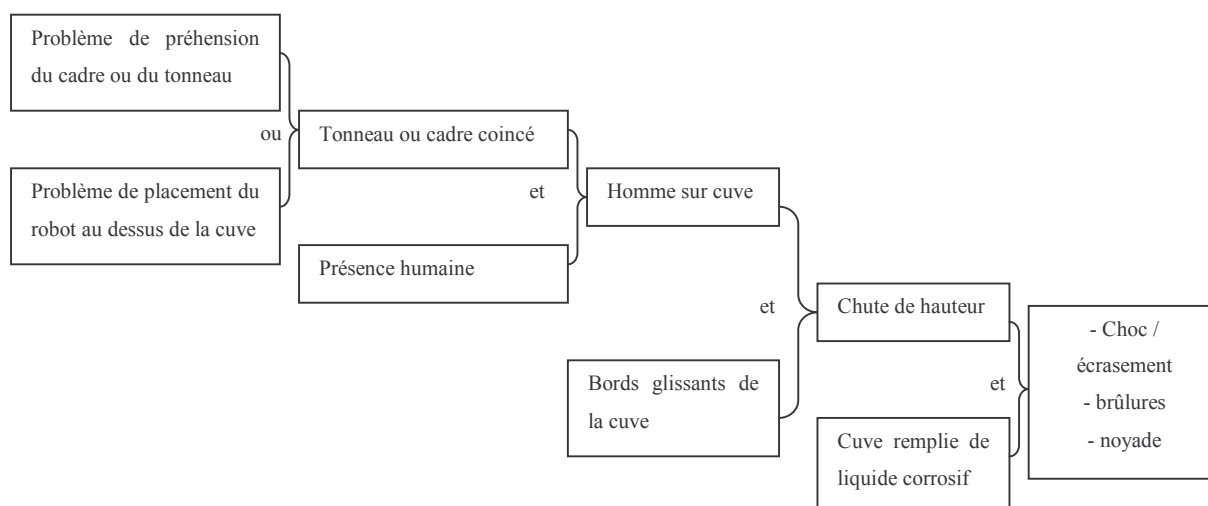 Problème de préhension
du cadre ou du tonneau
ou
Tonneau ou cadre coincé
Problème de placement du
robot au dessus de la cuve
et
Homme sur cuve
Présence humaine
et
Chute de hauteur
Bords glissants de
la cuve
et
Cuve remplie de
liquide corrosif
- Choc /
écrasement
- brûlures
- noyade